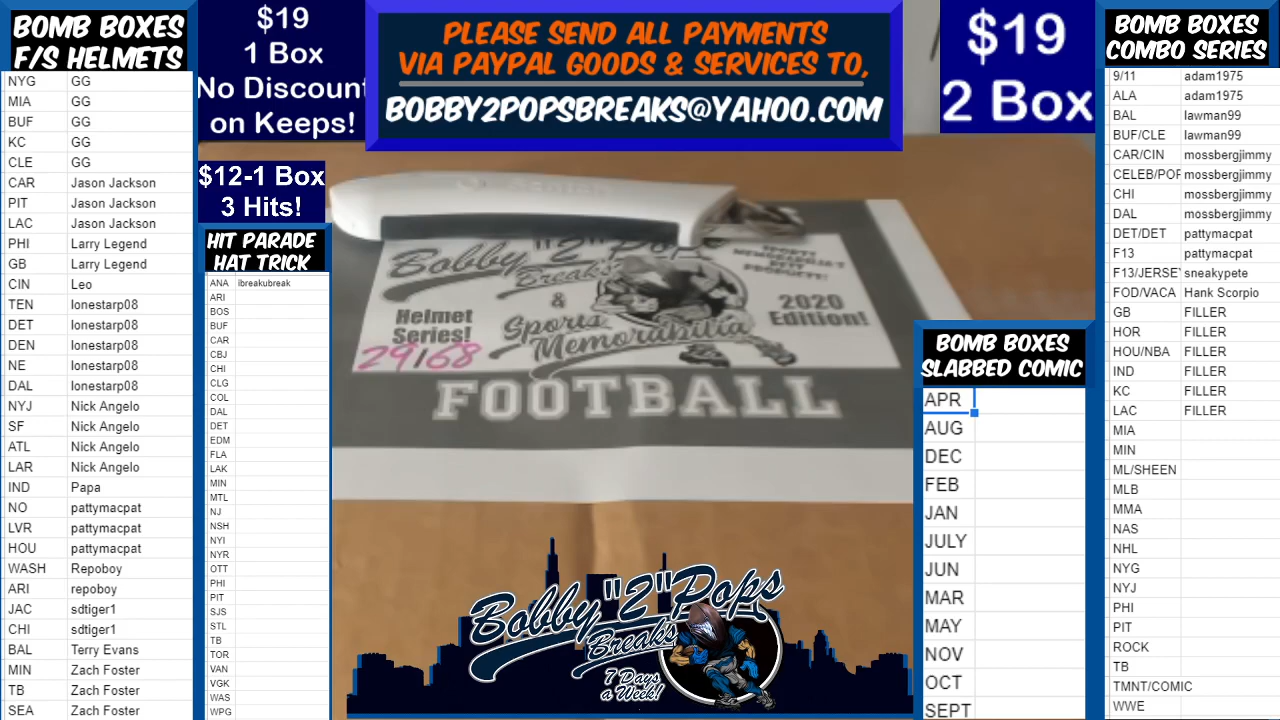 BOMB BOXES
F/S HELMETS
NYG GG
MIA GG
BUF GG
KC GG
CLE GG
CAR Jason Jackson
PIT Jason Jackson
LAC Jason Jackson
PHI Larry Legend
GB Larry Legend
CIN Leo
TEN lonestarp08
DET lonestarp08
DEN lonestarp08
NE lonestarp08
DAL lonestarp08
NYJ Nick Angelo
SF Nick Angelo
ATL Nick Angelo
LAR Nick Angelo
IND Papa
NO pattymacpat
LVR pattymacpat
HOU pattymacpat
WASH Repoboy
ARI repoboy
JAC sdtiger1
CHI sdtiger1
BAL Terry Evans
MIN Zach Foster
TB Zach Foster
SEA Zach Foster
$19
1 Box
No Discount
on Keeps!
$12-1 Box
3 Hits!
HIT PARADE
HAT TRICK
ANA ibreakubreak
ARI
BOS
BUF
CAR
CBJ
CHI
CLG
COL
DAL
DET
EDM
FLA
LAK
MIN
MTL
NJ
NSH
NYI
NYR
OTT
PHI
PIT
SJS
STL
TB
TOR
VAN
VGK
WAS
WPG
PLEASE SEND ALL PAYMENTS
VIA PAYPAL GOODS & SERVICES TO,
BOBBY2POPSBREAKS@YAHOO.COM
Bobby "2" Pops
Breaks
&
Sports
Memorabilia
Helmet
Series!
29/68
2020
Edition!
FOOTBALL
Bobby "2" Pops
Breaks
7 Days
a Week!
$19
2 Box
BOMB BOXES
SLABBED COMIC
APR
AUG
DEC
FEB
JAN
JULY
JUN
MAR
MAY
NOV
OCT
SEPT
BOMB BOXES
COMBO SERIES
9/11 adam1975
ALA adam1975
BAL lawman99
BUF/CLE lawman99
CAR/CIN mossbergjimmy
CELEB/POP mossbergjimmy
CHI mossbergjimmy
DAL mossbergjimmy
DET/DET pattymacpat
F13 pattymacpat
F13/JERSEY sneakypete
FOD/VACA Hank Scorpio
GB FILLER
HOR FILLER
HOU/NBA FILLER
IND FILLER
KC FILLER
LAC FILLER
MIA
MIN
ML/SHEEN
MLB
MMA
NAS
NHL
NYG
NYJ
PHI
PIT
ROCK
TB
TMNT/COMIC
WWE